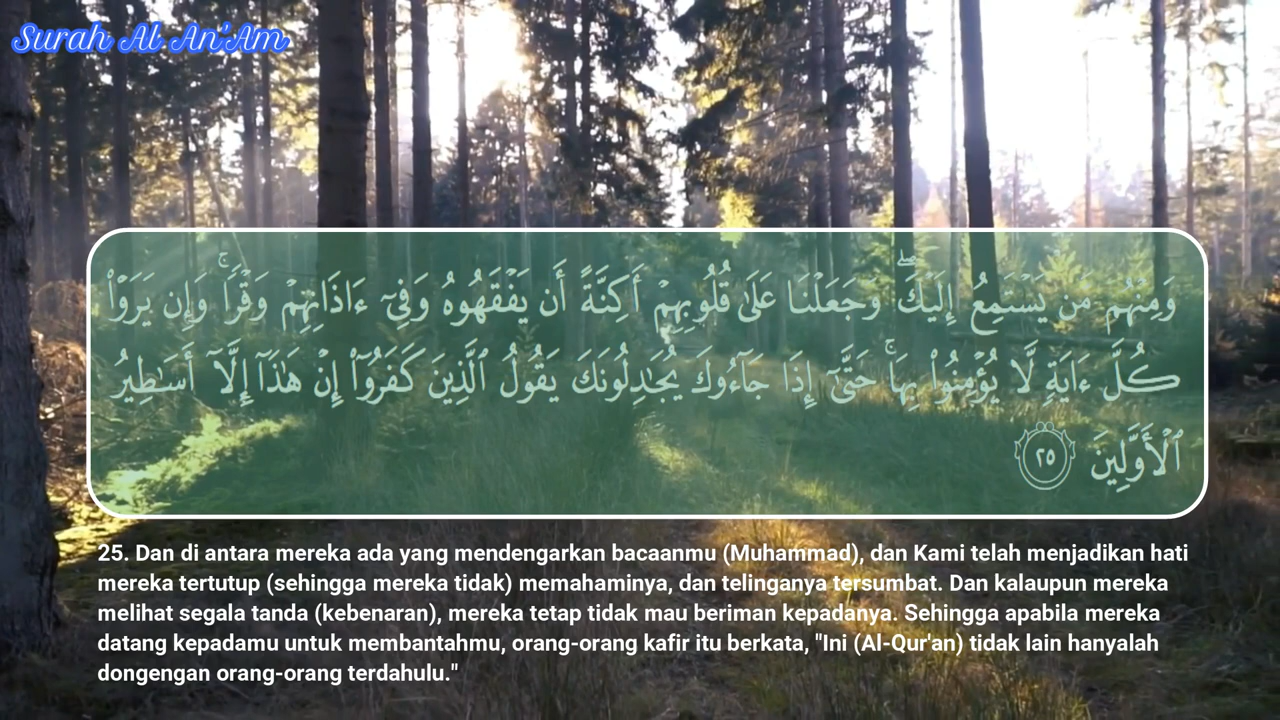 Surah Al An'Am
وَمِنْهُم مَّن يَسْتَمِعُ إِلَيْكَ ۖ وَجَعَلْنَا عَلَىٰ قُلُوبِهِمْ أَكِنَّةً أَن يَفْقَهُوهُ وَفِىٓ ءَاذَانِهِمْ وَقْرًا ۚ وَإِن يَرَوْا۟
كُلَّ ءَايَةٍ لَّا يُؤْمِنُوا۟ بِهَا ۚ حَتَّىٰٓ إِذَا جَآءُوكَ يُجَـٰدِلُونَكَ يَقُولُ ٱلَّذِينَ كَفَرُوٓا۟ إِنْ هَـٰذَآ إِلَّآ أَسَـٰطِيرُ
ٱلْأَوَّلِينَ ٢٥
25. Dan di antara mereka ada yang mendengarkan bacaanmu (Muhammad), dan Kami telah menjadikan hati
mereka tertutup (sehingga mereka tidak) memahaminya, dan telinganya tersumbat. Dan kalaupun mereka
melihat segala tanda (kebenaran), mereka tetap tidak mau beriman kepadanya. Sehingga apabila mereka
datang kepadamu untuk membantahmu, orang-orang kafir itu berkata, "Ini (Al-Qur'an) tidak lain hanyalah
dongengan orang-orang terdahulu."